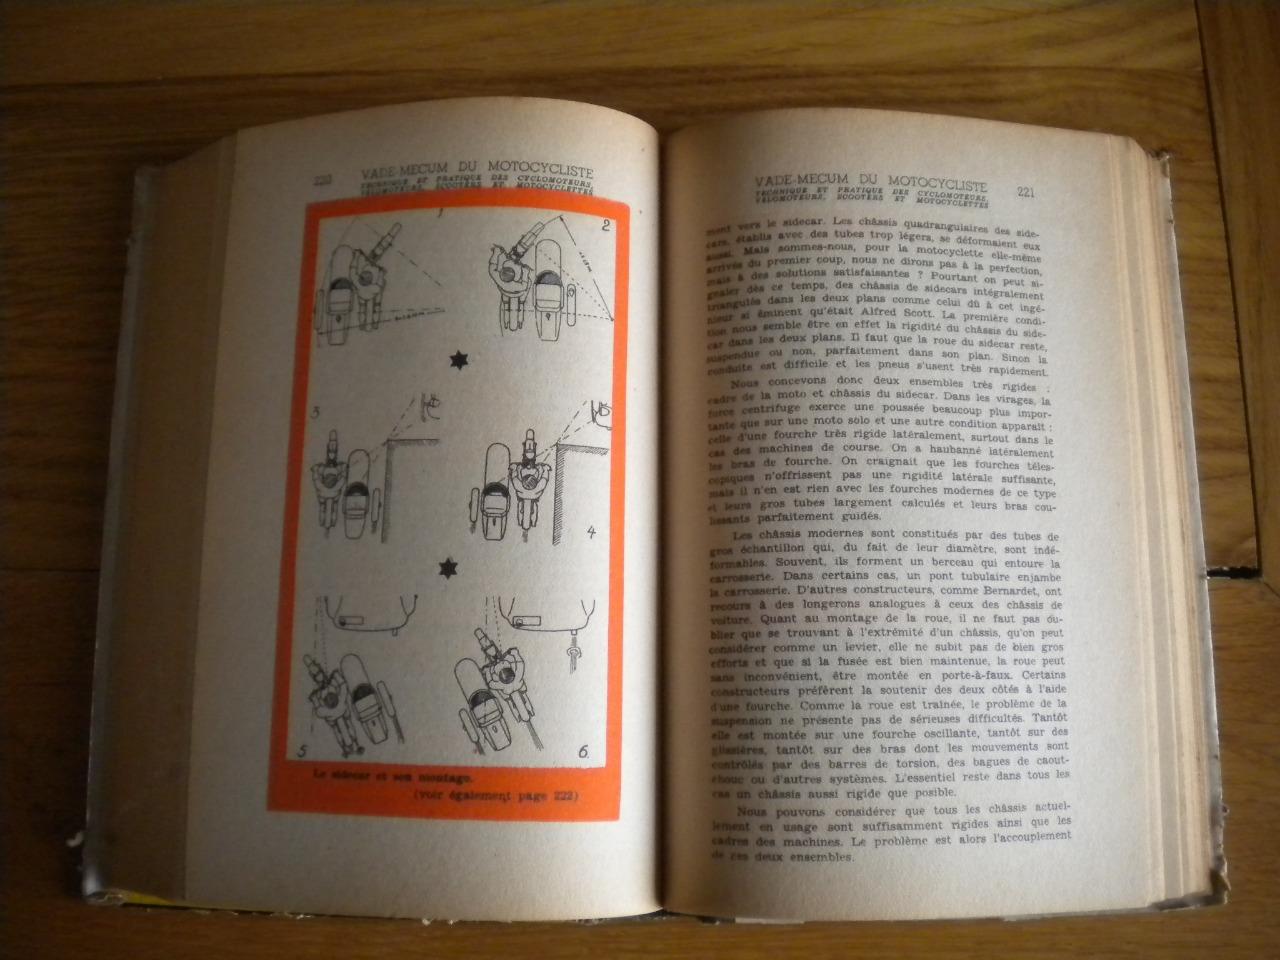 220
VADE-MECUM DU MOTOCYCLISTE
TECHNIQUE ET PRATIQUE DES CYCLOMOTEURS,
VÉLOMOTEURS, SCOOTERS ET MOTOCYCLETTES
1
2
3
4
5
6.
Le sidecar et son montage.
(voir également page 222)
VADE-MECUM DU MOTOCYCLISTE
221
TECHNIQUE ET PRATIQUE DES CYCLOMOTEURS,
VÉLOMOTEURS, SCOOTERS ET MOTOCYCLETTES
ment vers le sidecar. Les châssis quadrangulaires des side-
cars, établis avec des tubes trop légers, se déformaient eux
aussi. Mais sommes-nous, pour la motocyclette elle-même
arrivés du premier coup, nous ne dirons pas à la perfection,
mais à des solutions satisfaisantes ? Pourtant on peut si-
gnaler dès ce temps, des châssis de sidecars intégralement
triangulés dans les deux plans comme celui dû à cet ingé-
nieur si éminent qu'était Alfred Scott. La première condi-
tion nous semble être en effet la rigidité du châssis du side-
car dans les deux plans. Il faut que la roue du sidecar reste,
suspendue ou non, parfaitement dans son plan. Sinon la
conduite est difficile et les pneus s'usent très rapidement.
Nous concevons donc deux ensembles très rigides :
cadre de la moto et châssis du sidecar. Dans les virages, la
force centrifuge exerce une poussée beaucoup plus impor-
tante que sur une moto solo et une autre condition apparaît :
celle d'une fourche très rigide latéralement, surtout dans le
cas des machines de course. On a haubanné latéralement
les bras de fourche. On craignait que les fourches téles-
copiques n'offrissent pas une rigidité latérale suffisante,
mais il n'en est rien avec les fourches modernes de ce type
et leurs gros tubes largement calculés et leurs bras cou-
lissants parfaitement guidés.
Les châssis modernes sont constitués par des tubes de
gros échantillon qui, du fait de leur diamètre, sont indé-
formables. Souvent, ils forment un berceau qui entoure la
carrosserie. Dans certains cas, un pont tubulaire enjambe
la carrosserie. D'autres constructeurs, comme Bernardet, ont
recours à des longerons analogues à ceux des châssis de
voiture. Quant au montage de la roue, il ne faut pas ou-
blier que se trouvant à l'extrémité d'un châssis, qu'on peut
considérer comme un levier, elle ne subit pas de bien gros
efforts et que si la fusée est bien maintenue, la roue peut
sans inconvénient, être montée en porte-à-faux. Certains
constructeurs préfèrent la soutenir des deux côtés à l'aide
d'une fourche. Comme la roue est traînée, le problème de la
suspension ne présente pas de sérieuses difficultés. Tantôt
elle est montée sur une fourche oscillante, tantôt sur des
glissières, tantôt sur des bras dont les mouvements sont
contrôlés par des barres de torsion, des bagues de caout-
chouc ou d'autres systèmes. L'essentiel reste dans tous les
cas un châssis aussi rigide que posible.
Nous pouvons considérer que tous les châssis actuel-
lement en usage sont suffisamment rigides ainsi que les
cadres des machines. Le problème est alors l'accouplement
de ces deux ensembles.